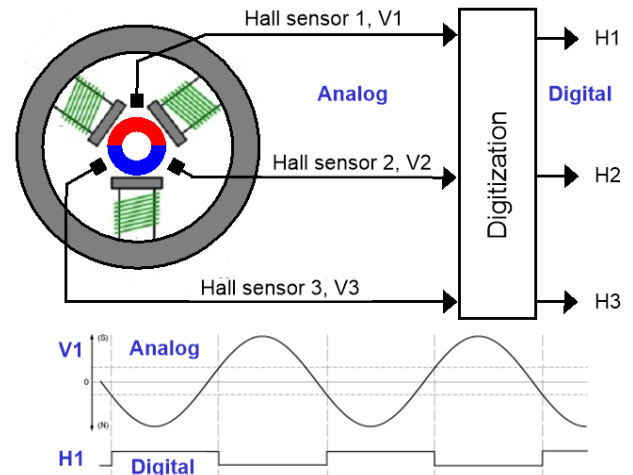 Hall sensor 1, V1
H1
Analog
Digital
Hall sensor 2, V2
H2
Digitization
Hall sensor 3, V3
H3
V1
(S)
Analog
0
(N)
H1
Digital